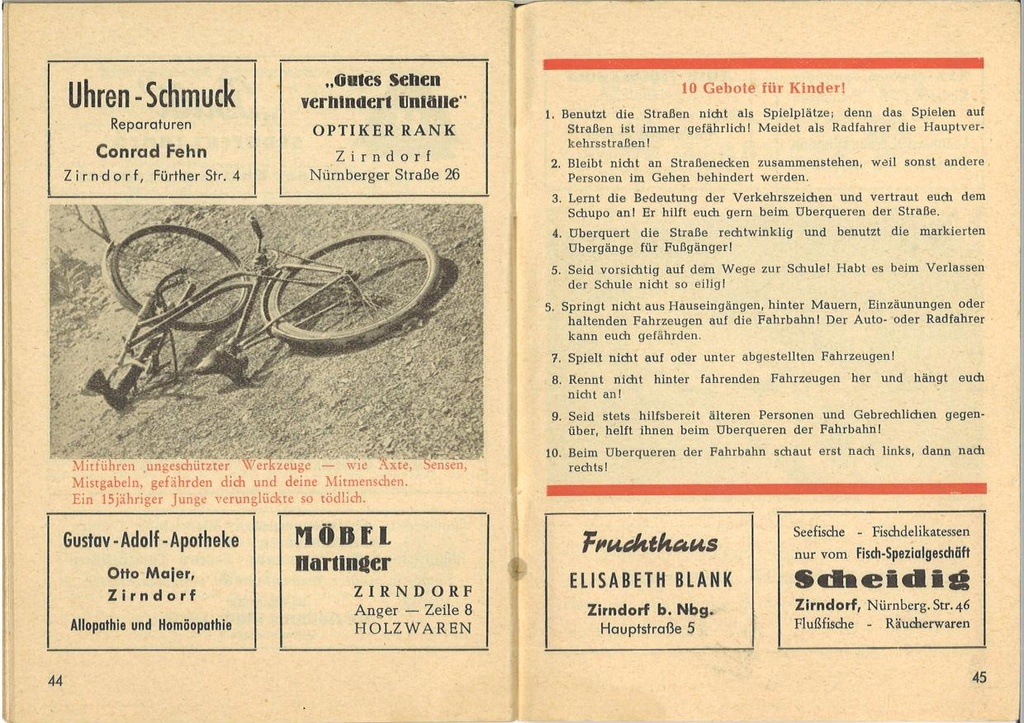 Uhren - Schmuck
Reparaturen
Conrad Fehn
Zirndorf, Fürther Str. 4
„Gutes Sehen
verhindert Unfälle"
OPTIKER RANK
Zirndorf
Nürnberger Straße 26
Mitführen ungeschützter Werkzeuge — wie Äxte, Sensen,
Mistgabeln, gefährden dich und deine Mitmenschen.
Ein 15jähriger Junge verunglückte so tödlich.
Gustav-Adolf-Apotheke
Otto Majer,
Zirndorf
Allopathie und Homöopathie
MÖBEL
Hartinger
ZIRNDORF
Anger — Zeile 8
HOLZWAREN
44
10 Gebote für Kinder!
1. Benutzt die Straßen nicht als Spielplätze; denn das Spielen auf
Straßen ist immer gefährlich! Meidet als Radfahrer die Hauptver-
kehrsstraßen!
2. Bleibt nicht an Straßenecken zusammenstehen, weil sonst andere
Personen im Gehen behindert werden.
3. Lernt die Bedeutung der Verkehrszeichen und vertraut euch dem
Schupo an! Er hilft euch gern beim Überqueren der Straße.
4. Überquert die Straße rechtwinklig und benutzt die markierten
Übergänge für Fußgänger!
5. Seid vorsichtig auf dem Wege zur Schule! Habt es beim Verlassen
der Schule nicht so eilig!
5. Springt nicht aus Hauseingängen, hinter Mauern, Einzäunungen oder
haltenden Fahrzeugen auf die Fahrbahn! Der Auto- oder Radfahrer
kann euch gefährden.
7. Spielt nicht auf oder unter abgestellten Fahrzeugen!
8. Rennt nicht hinter fahrenden Fahrzeugen her und hängt euch
nicht an!
9. Seid stets hilfsbereit älteren Personen und Gebrechlichen gegen-
über, helft ihnen beim Überqueren der Fahrbahn!
10. Beim Überqueren der Fahrbahn schaut erst nach links, dann nach
rechts!
Fruchthaus
ELISABETH BLANK
Zirndorf b. Nbg.
Hauptstraße 5
Seefische - Fischdelikatessen
nur vom Fisch-Spezialgeschäft
Scheidig
Zirndorf, Nürnberg. Str. 46
Flußfische - Räucherwaren
45